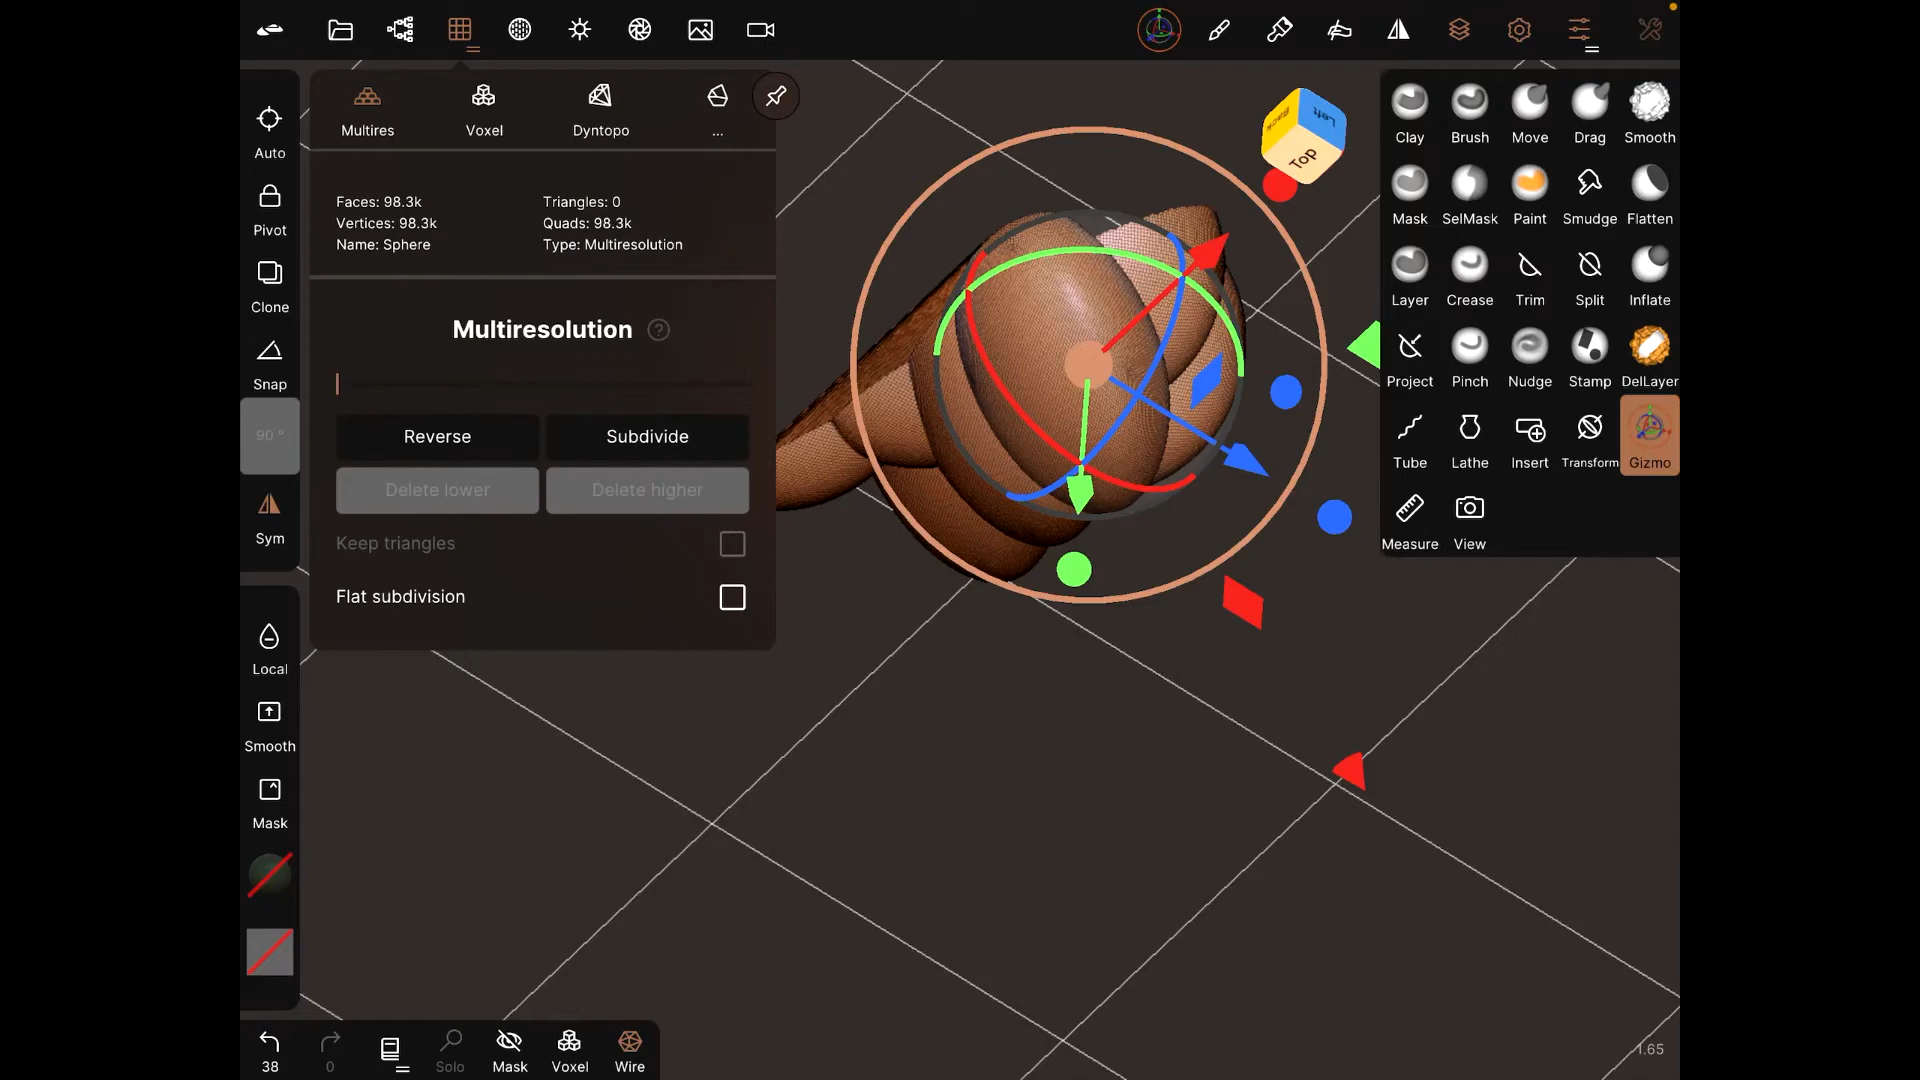 Multires
Voxel
Dyntopo
...
Faces: 98.3k
Triangles: 0
Vertices: 98.3k
Quads: 98.3k
Name: Sphere
Type: Multiresolution
Multiresolution ?
Reverse
Subdivide
Delete lower
Delete higher
Keep triangles
Flat subdivision
Auto
Pivot
Clone
Snap
90 °
Sym
Local
Smooth
Mask
38
0
Solo
Mask
Voxel
Wire
Back
Left
Top
Clay
Brush
Move
Drag
Smooth
Mask
SelMask
Paint
Smudge
Flatten
Layer
Crease
Trim
Split
Inflate
Project
Pinch
Nudge
Stamp
DelLayer
Tube
Lathe
Insert
Transform
Gizmo
Measure
View
1.65